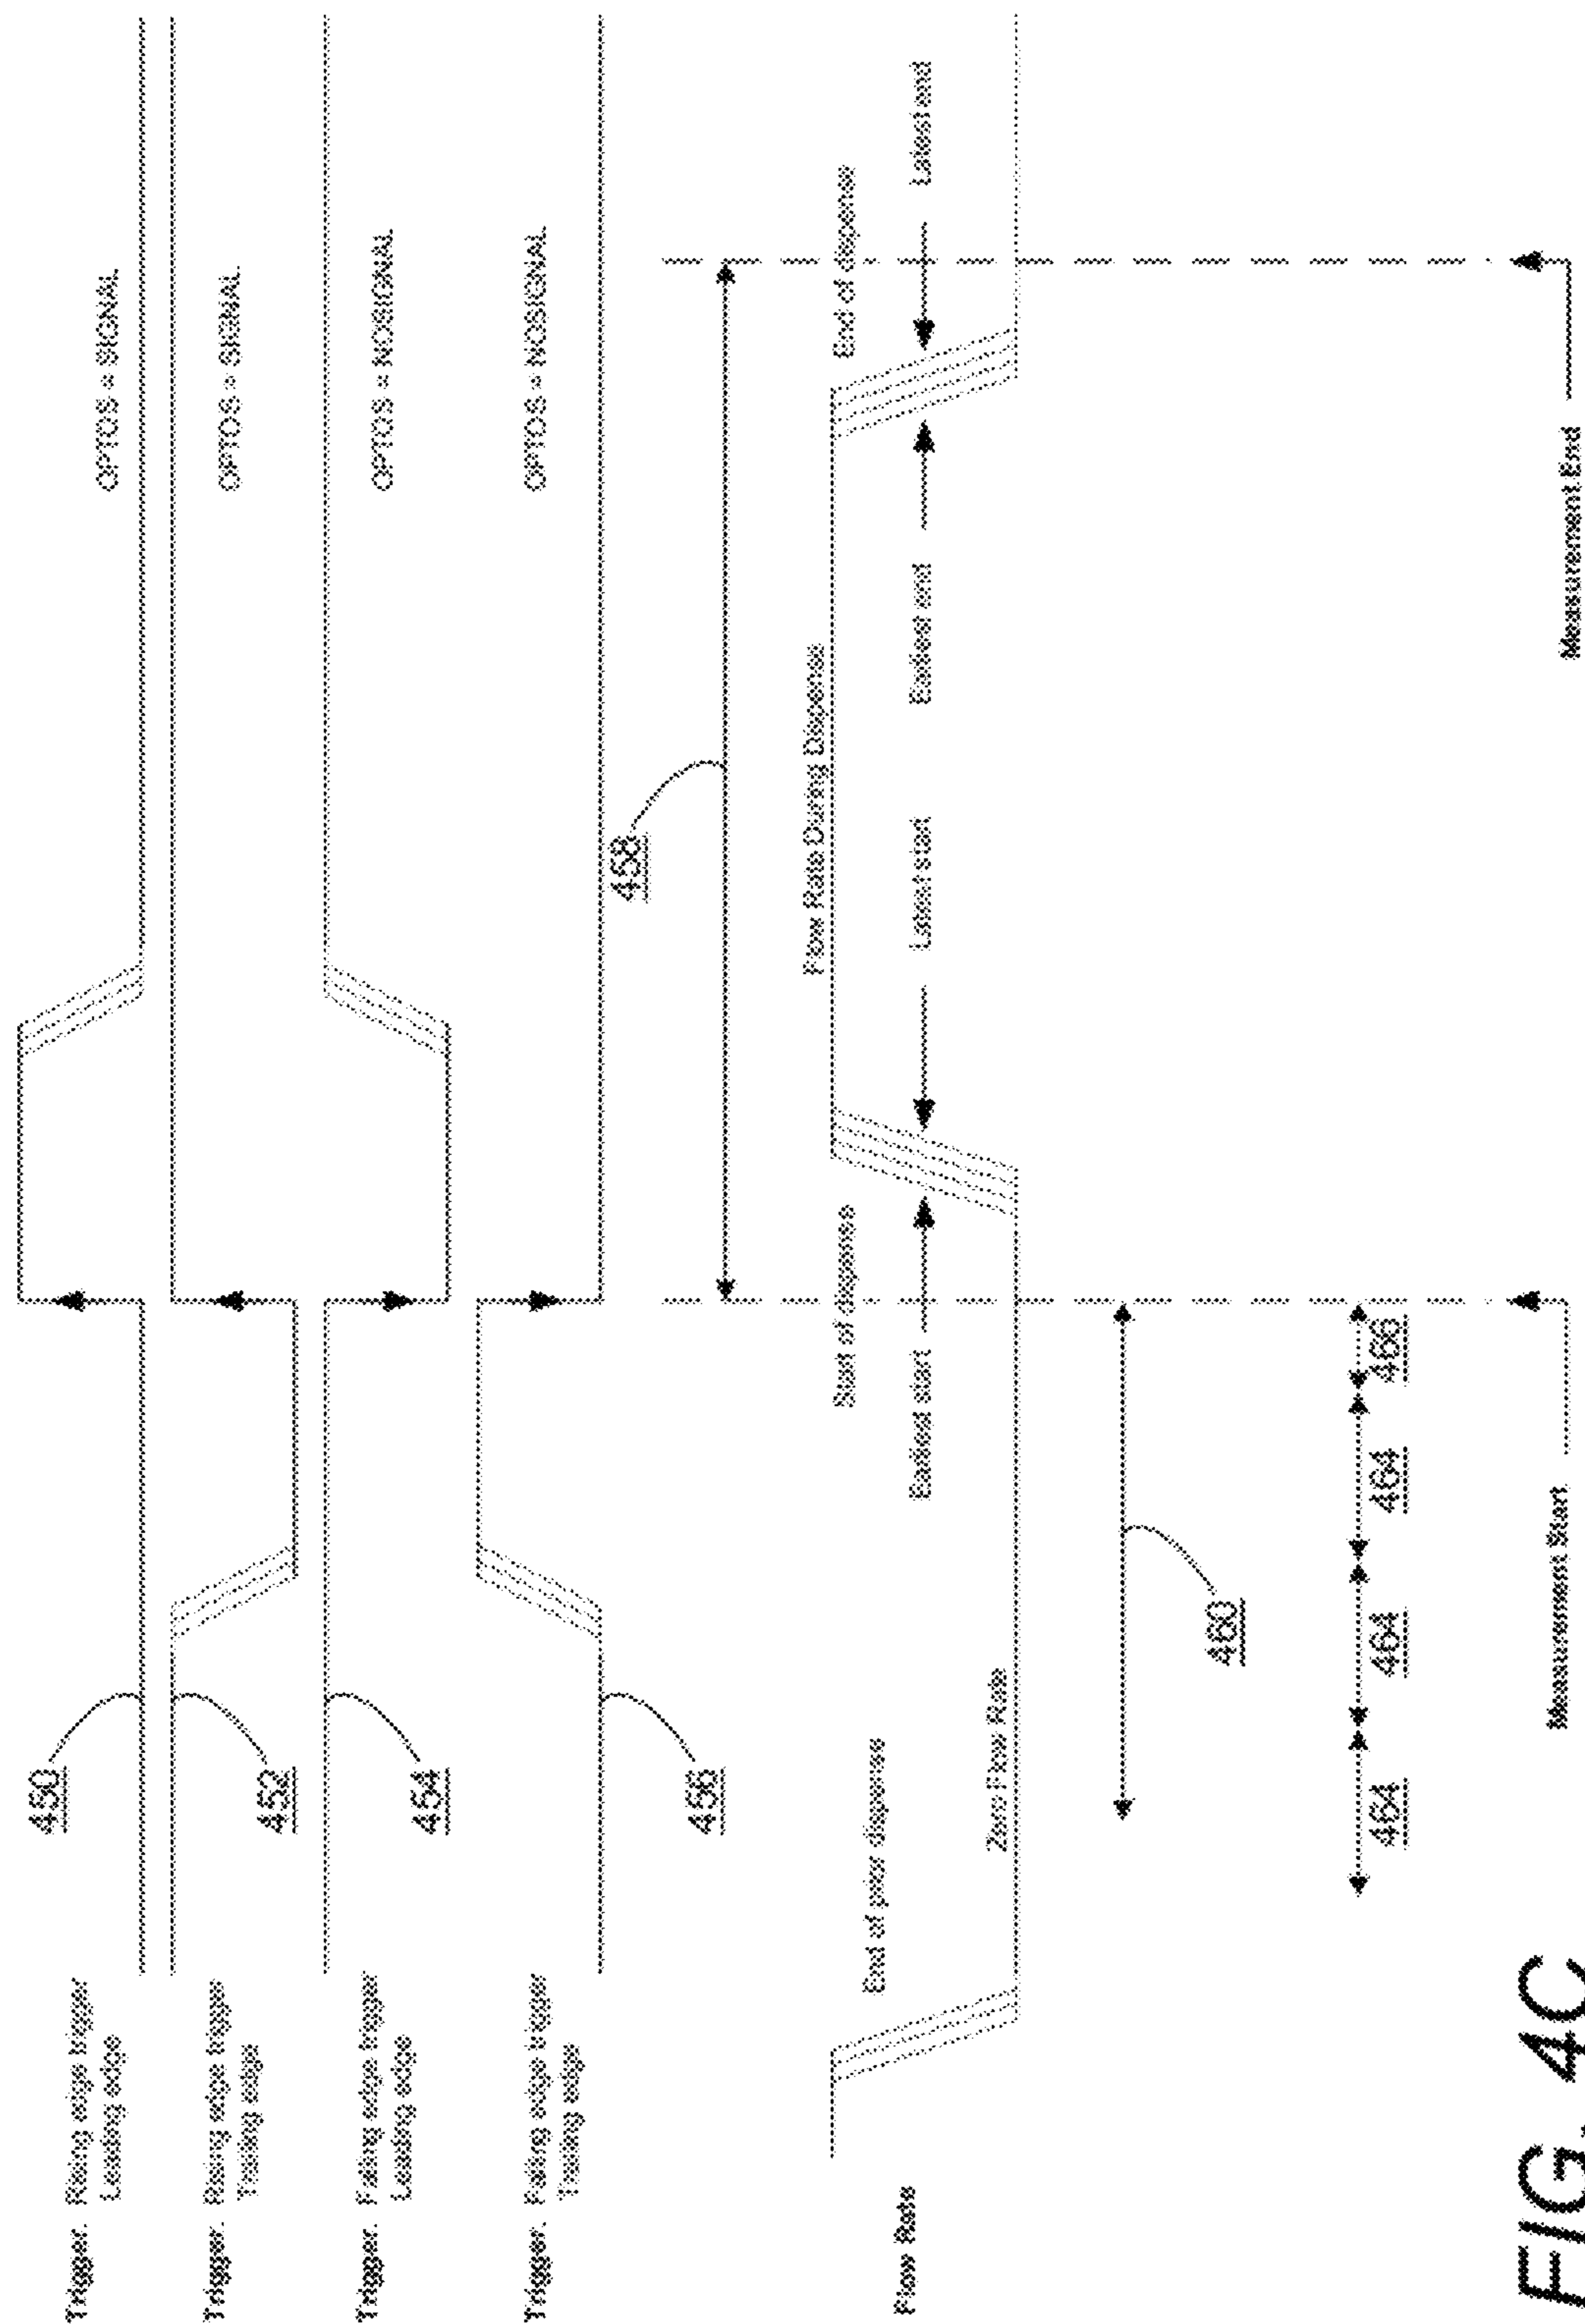 Trigger. Rising edge trigger
Leading edge
450
OPTOS = SIGNAL
Trigger. Rising edge trigger
Trailing edge
452
OPTOS = SIGNAL
Trigger. Falling edge trigger
Leading edge
454
OPTOS = NOSIGNAL
Trigger. Falling edge trigger
Trailing edge
456
OPTOS = NOSIGNAL
458
Flow Rate During Dispense
Start of dispense
End of dispense
End of prior dispense
Flow Rate
Earliest start
Latest start
Earliest end
Latest end
Zero Flow Rate
460
464
464
464
466
Measurement Start
Measurement End
FIG. 4C